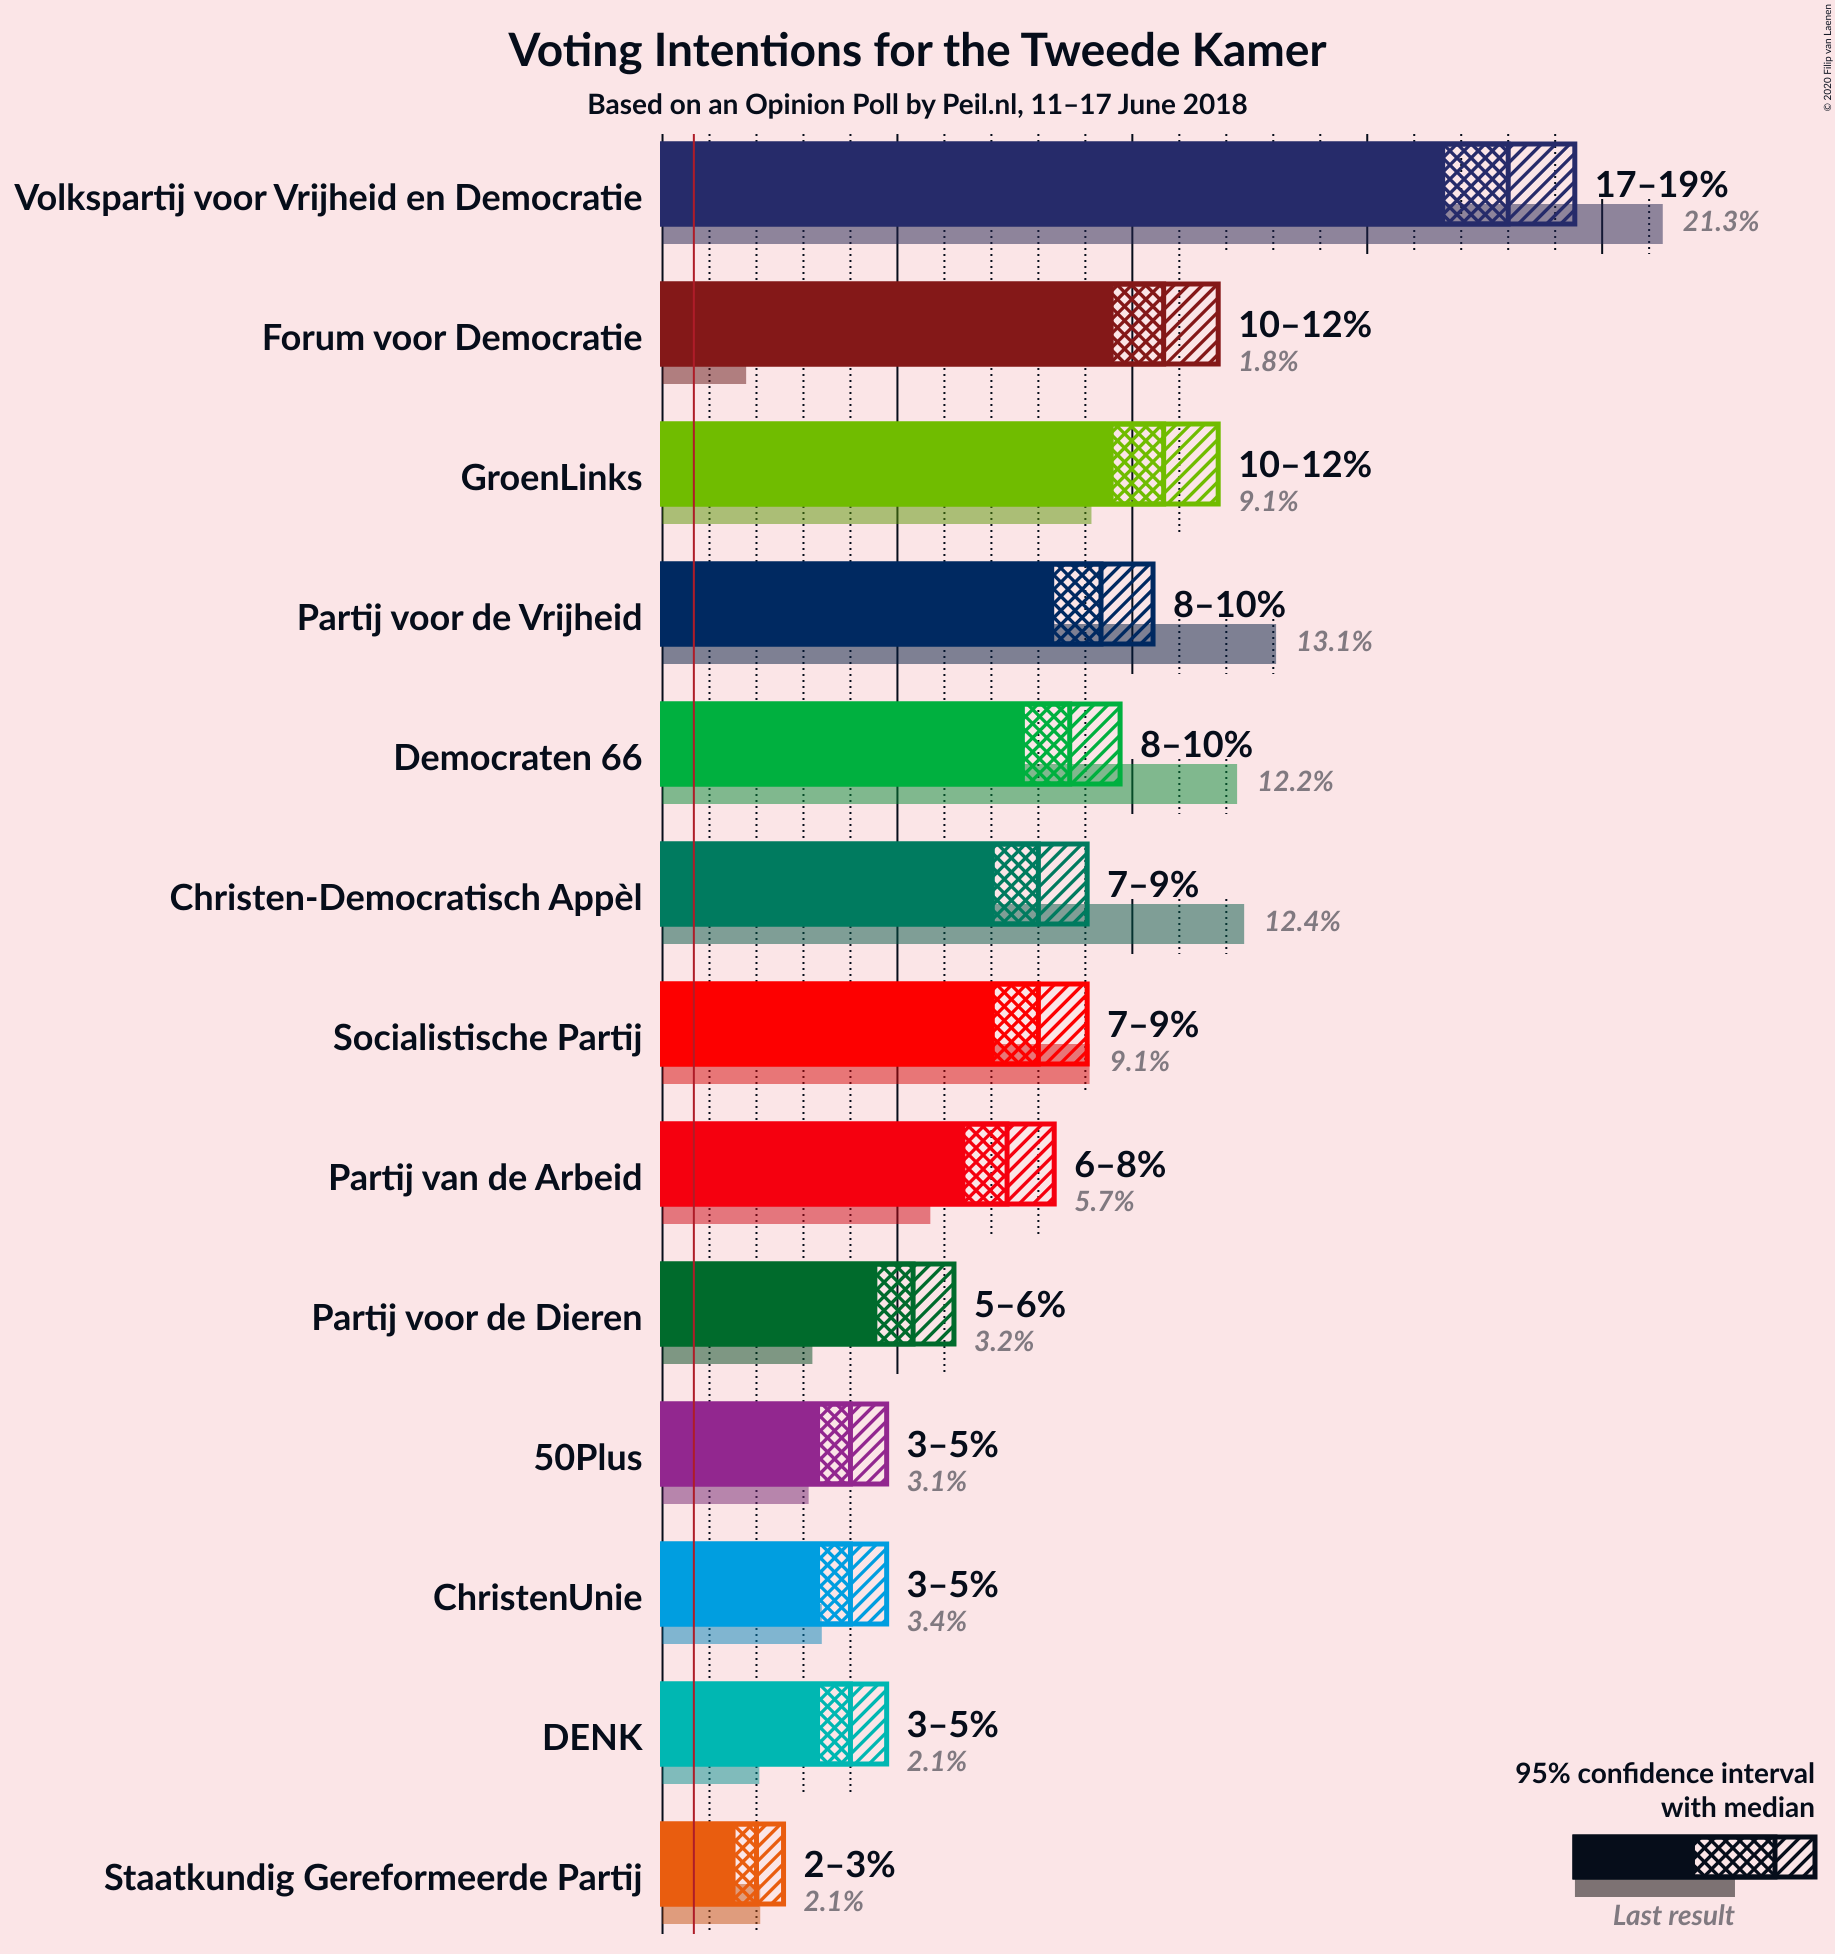 Voting Intentions for the Tweede Kamer
Based on an Opinion Poll by Peil.nl, 11–17 June 2018
© 2020 Filip van Laenen
Volkspartij voor Vrijheid en Democratie
17–19%
21.3%
Forum voor Democratie
10–12%
1.8%
GroenLinks
10–12%
9.1%
Partij voor de Vrijheid
8–10%
13.1%
Democraten 66
8–10%
12.2%
Christen-Democratisch Appèl
7–9%
12.4%
Socialistische Partij
7–9%
9.1%
Partij van de Arbeid
6–8%
5.7%
Partij voor de Dieren
5–6%
3.2%
50Plus
3–5%
3.1%
ChristenUnie
3–5%
3.4%
DENK
3–5%
2.1%
Staatkundig Gereformeerde Partij
2–3%
2.1%
95% confidence interval
with median
Last result